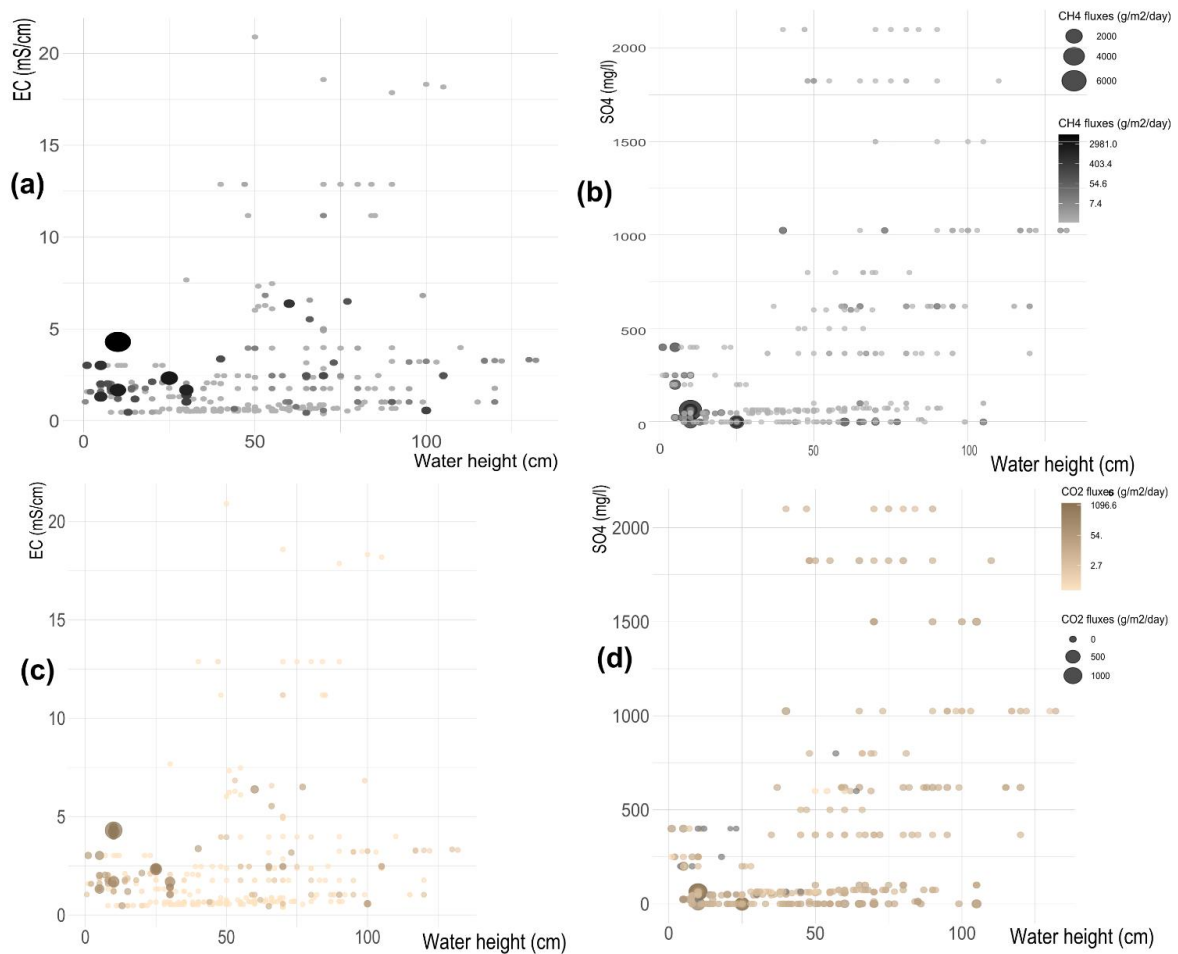 EC (mS/cm)
20
15
10
5
0
0
50
100
Water height (cm)
(a)
SO4 (mg/l)
2000
1500
1000
500
0
0
50
100
Water height (cm)
(b)
CH4 fluxes (g/m2/day)
2000
4000
6000
CH4 fluxes (g/m2/day)
2981.0
403.4
54.6
7.4
EC (mS/cm)
20
15
10
5
0
0
50
100
Water height (cm)
(c)
SO4 (mg/l)
2000
1500
1000
500
0
0
50
100
Water height (cm)
(d)
CO2 fluxes (g/m2/day)
1096.6
54.
2.7
CO2 fluxes (g/m2/day)
0
500
1000